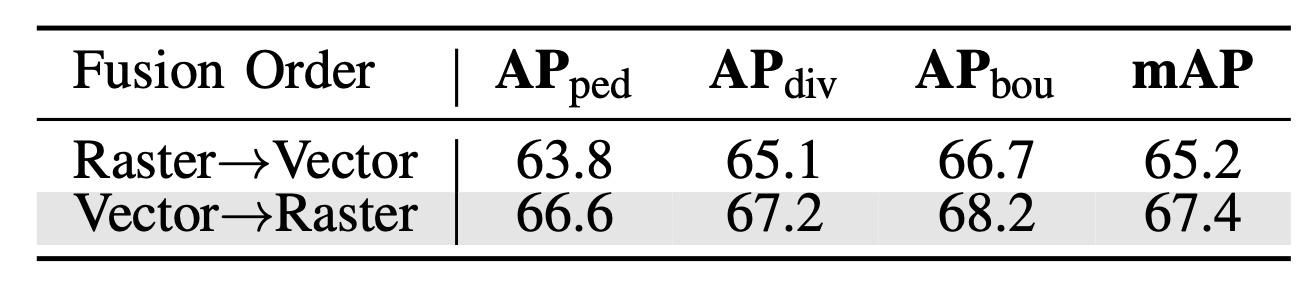 Fusion Order AP_ped AP_div AP_bou mAP
Raster→Vector 63.8 65.1 66.7 65.2
Vector→Raster 66.6 67.2 68.2 67.4